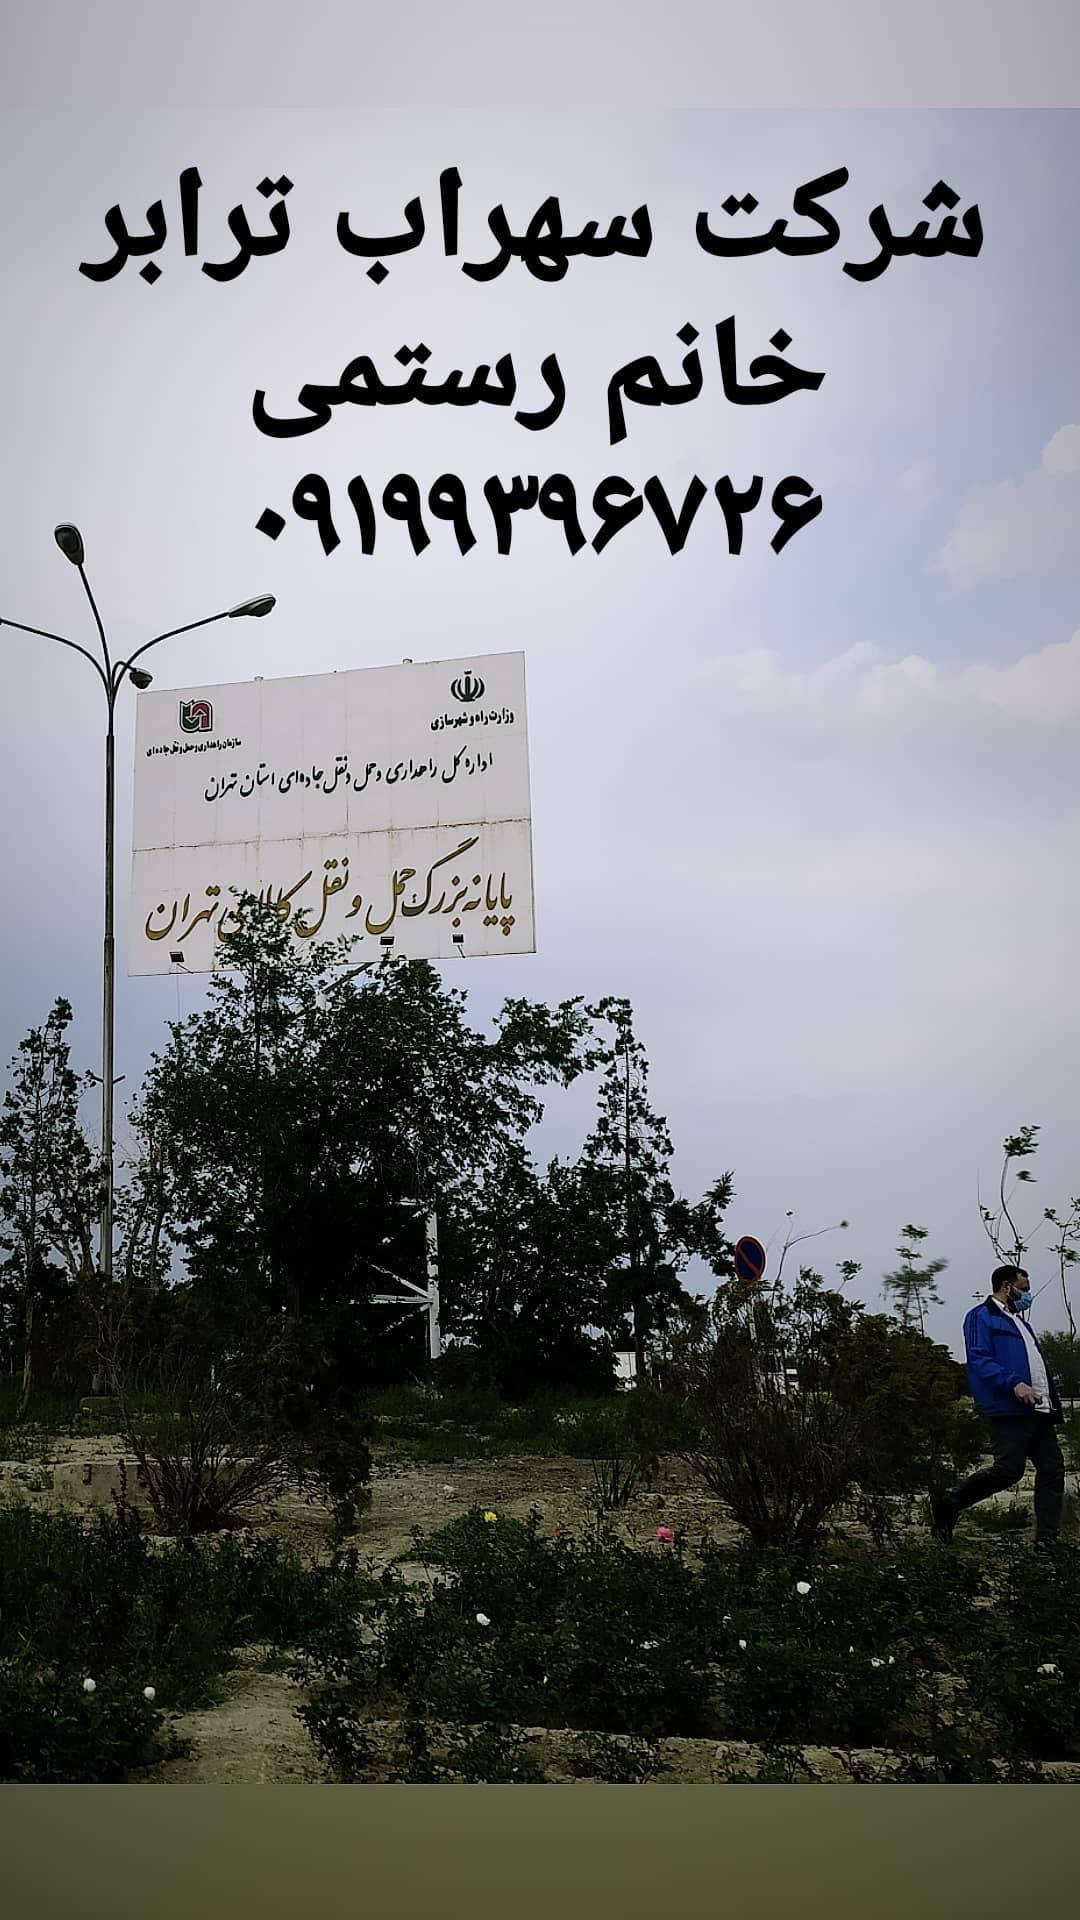 شرکت سهراب ترابر
خانم رستمی
۰۹۱۹۹۳۹۶۷۲۶
وزارت راه و شهرسازی
سازمان راهداری و حمل و نقل جاده ای
اداره کل راهداری و حمل و نقل جاده‌ای استان تهران
پایانه بزرگ حمل و نقل کالای تهران